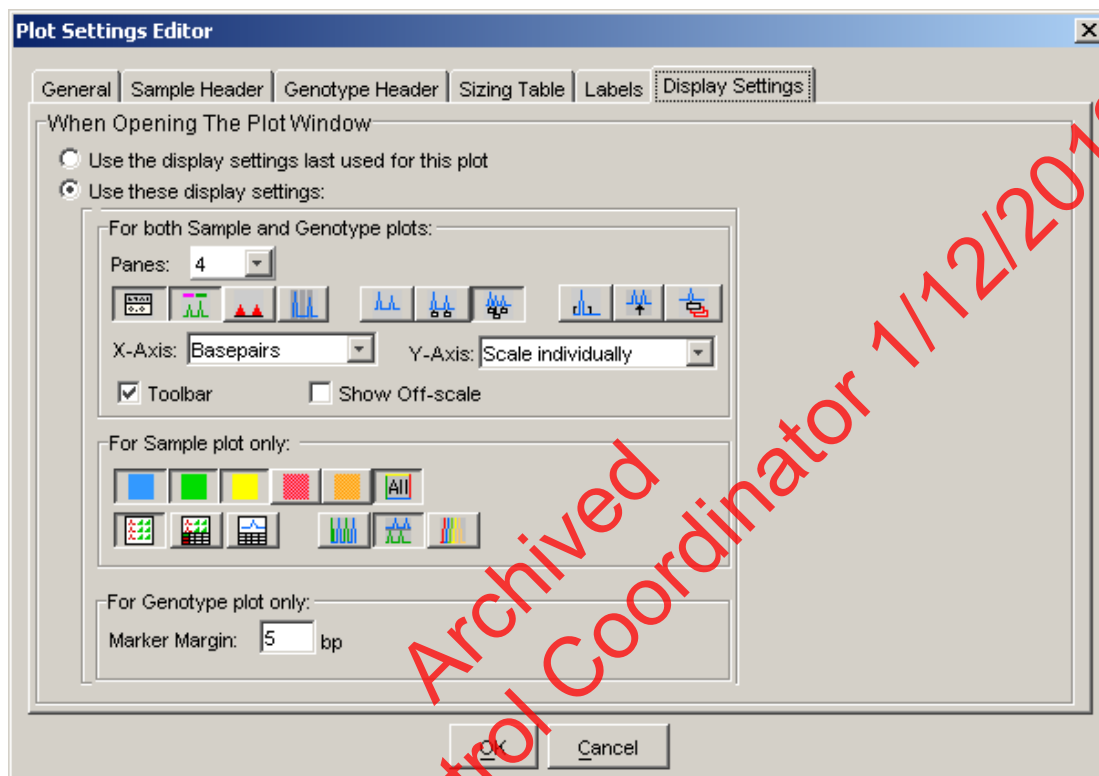 Plot Settings Editor
General Sample Header Genotype Header Sizing Table Labels Display Settings
When Opening The Plot Window
Use the display settings last used for this plot
Use these display settings:
For both Sample and Genotype plots:
Panes: 4
X-Axis: Basepairs Y-Axis: Scale individually
Toolbar Show Off-scale
For Sample plot only:
All
For Genotype plot only:
Marker Margin: 5 bp
OK Cancel
Archived
Coordinator 1/12/201